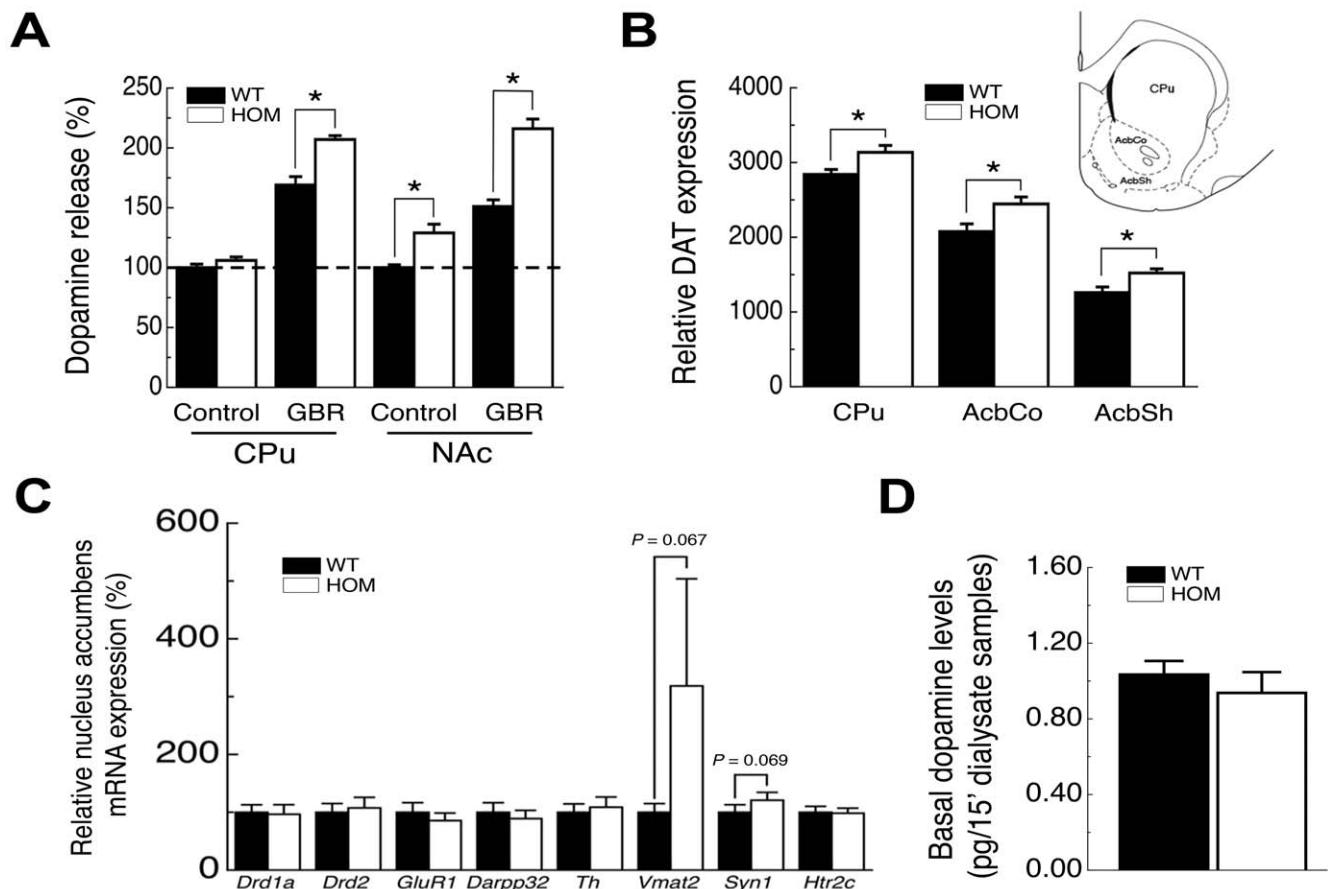 A
Dopamine release (%)
250
200
150
100
50
0
WT
HOM
*
*
*
Control
GBR
Control
GBR
CPu
NAc
B
Relative DAT expression
4000
3000
2000
1000
0
WT
HOM
*
*
*
CPu
AcbCo
AcbSh
CPu
AcbCo
AcbSh
C
Relative nucleus accumbens
mRNA expression (%)
600
400
200
0
WT
HOM
P = 0.067
P = 0.069
Drd1a
Drd2
GluR1
Darpp32
Th
Vmat2
Syn1
Htr2c
D
Basal dopamine levels
(pg/15' dialysate samples)
1.60
1.20
0.80
0.40
0.00
WT
HOM